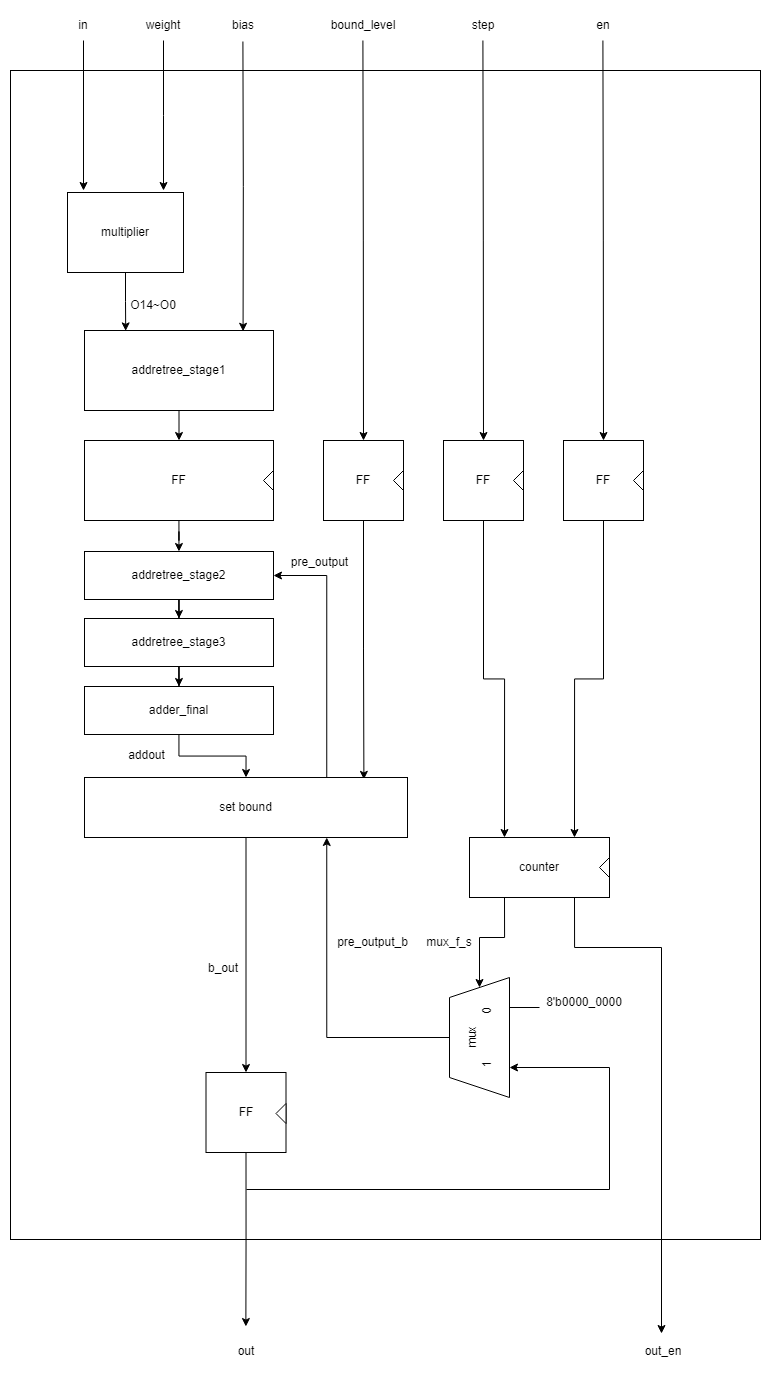 in
weight
bias
bound_level
step
en
multiplier
O14~O0
addretree_stage1
FF
FF
FF
FF
pre_output
addretree_stage2
addretree_stage3
adder_final
addout
set bound
counter
pre_output_b
mux_f_s
b_out
8'b0000_0000
0
mux
1
FF
out
out_en